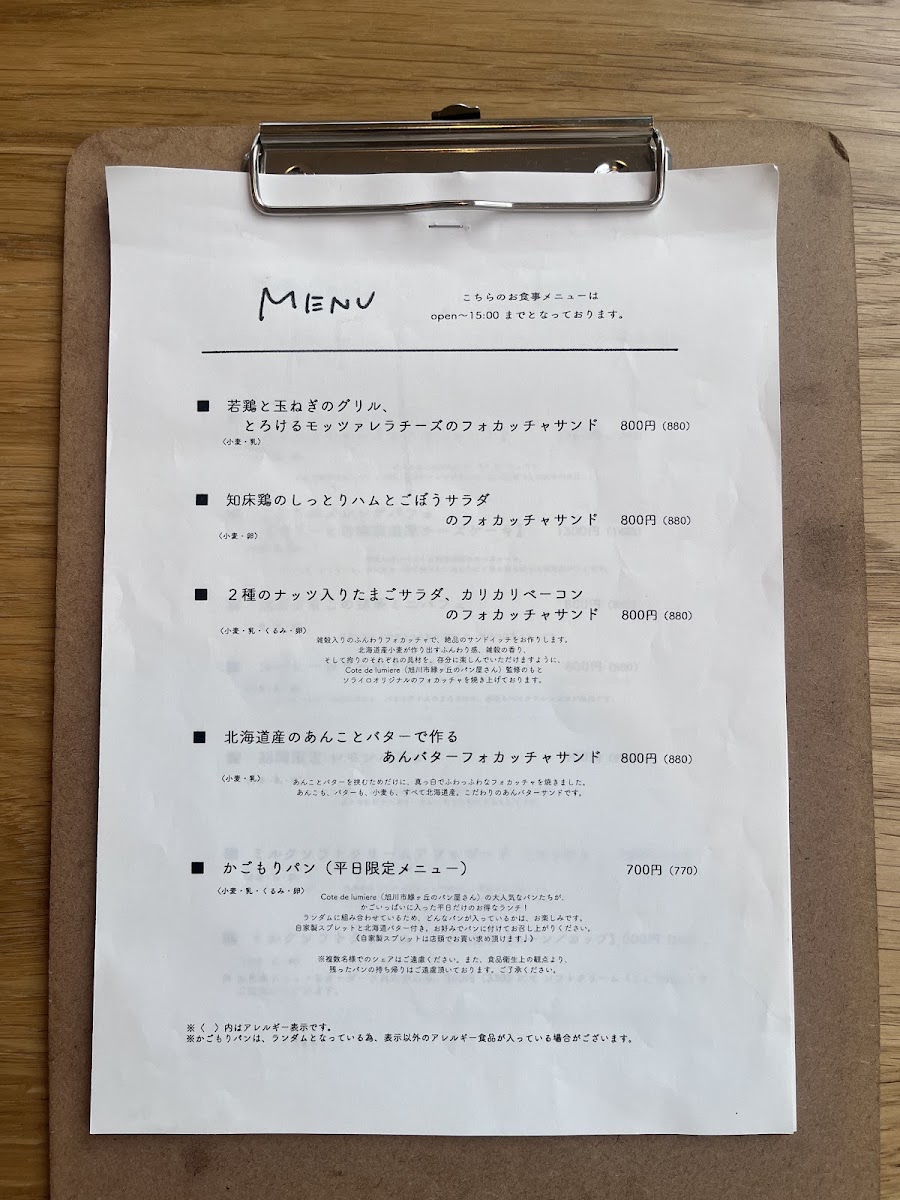 MENU
こちらのお食事メニューは
open〜15:00 までとなっております。
■ 若鶏と玉ねぎのグリル、
とろけるモッツァレラチーズのフォカッチャサンド 800円（880）
〈小麦・乳〉
■ 知床鶏のしっとりハムとごぼうサラダ
のフォカッチャサンド 800円（880）
〈小麦・卵〉
■ ２種のナッツ入りたまごサラダ、カリカリベーコン
のフォカッチャサンド 800円（880）
〈小麦・乳・くるみ・卵〉
雑穀入りのふんわりフォカッチャで、絶品のサンドイッチをお作りします。
北海道産小麦が作り出すふんわり感、雑穀の香り、
そして拘りのそれぞれの具材を、存分に楽しんでいただけますように、
Cote de lumiere（旭川市緑ヶ丘のパン屋さん）監修のもと
ソライロオリジナルのフォカッチャを焼き上げております。
■ 北海道産のあんことバターで作る
あんバターフォカッチャサンド 800円（880）
〈小麦・乳〉
あんことバターを挟むためだけに、真っ白でふわっふわなフォカッチャを焼きました。
あんこも、バターも、小麦も、すべて北海道産。こだわりのあんバターサンドです。
■ かごもりパン（平日限定メニュー） 700円（770）
〈小麦・乳・くるみ・卵〉
Cote de lumiere（旭川市緑ヶ丘のパン屋さん）の大人気なパンたちが、
かごいっぱいに入った平日だけのお得なランチ！
ランダムに組み合わせているため、どんなパンが入っているかは、お楽しみです。
自家製スプレットと北海道バター付き。お好みでパンに付けてお召し上がりください。
《自家製スプレットは店頭でお買い求め頂けます♩》
※複数名様でのシェアはご遠慮ください。また、食品衛生上の観点より、
残ったパンの持ち帰りはご遠慮頂いております。ご了承ください。
※〈　〉内はアレルギー表示です。
※かごもりパンは、ランダムとなっている為、表示以外のアレルギー食品が入っている場合がございます。